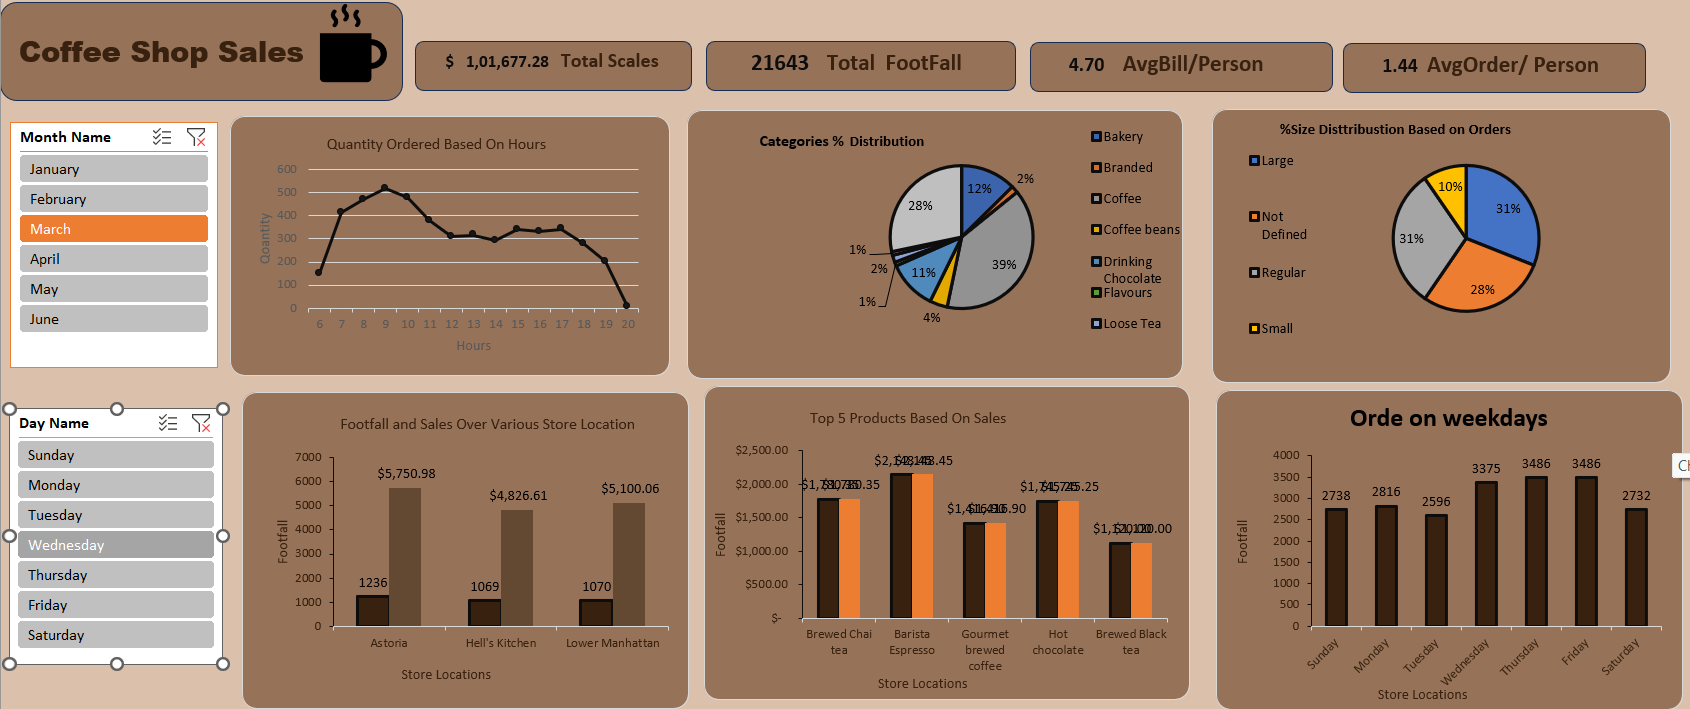 Coffee Shop Sales
$ 1,01,677.28 Total Scales
21643 Total FootFall
4.70 AvgBill/Person
1.44 AvgOrder/ Person
Month Name
January
February
March
April
May
June
Quantity Ordered Based On Hours
600
500
400
300
200
100
0
Qoantity
6 7 8 9 10 11 12 13 14 15 16 17 18 19 20
Hours
Categories % Distribution
12%
2%
39%
4%
11%
1%
2%
1%
28%
Bakery
Branded
Coffee
Coffee beans
Drinking
Chocolate
Flavours
Loose Tea
%Size Disttribustion Based on Orders
Large
Not
Defined
Regular
Small
31%
28%
31%
10%
Day Name
Sunday
Monday
Tuesday
Wednesday
Thursday
Friday
Saturday
Footfall and Sales Over Various Store Location
7000
6000
5000
4000
3000
2000
1000
0
Footfall
1236
$5,750.98
1069
$4,826.61
1070
$5,100.06
Astoria
Hell's Kitchen
Lower Manhattan
Store Locations
Top 5 Products Based On Sales
$2,500.00
$2,000.00
$1,500.00
$1,000.00
$500.00
$-
Footfall
Brewed Chai
tea
Barista
Espresso
Gourmet
brewed
coffee
Hot
chocolate
Brewed Black
tea
Store Locations
Orde on weekdays
4000
3500
3000
2500
2000
1500
1000
500
0
Footfall
2738
2816
2596
3375
3486
3486
2732
Sunday
Monday
Tuesday
Wednesday
Thursday
Friday
Saturday
Store Locations